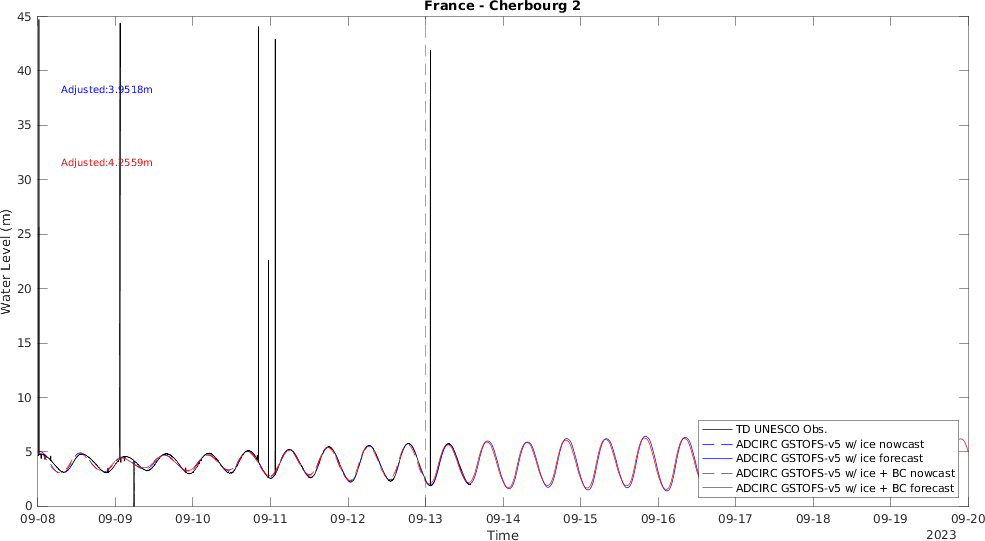 France - Cherbourg 2
45
40
35
30
25
20
15
10
5
0
Water Level (m)
Adjusted:3.9518m
Adjusted:4.2559m
TD UNESCO Obs.
ADCIRC GSTOFS-v5 w/ ice nowcast
ADCIRC GSTOFS-v5 w/ ice forecast
ADCIRC GSTOFS-v5 w/ ice + BC nowcast
ADCIRC GSTOFS-v5 w/ ice + BC forecast
09-08 09-09 09-10 09-11 09-12 09-13 09-14 09-15 09-16 09-17 09-18 09-19 09-20
Time
2023